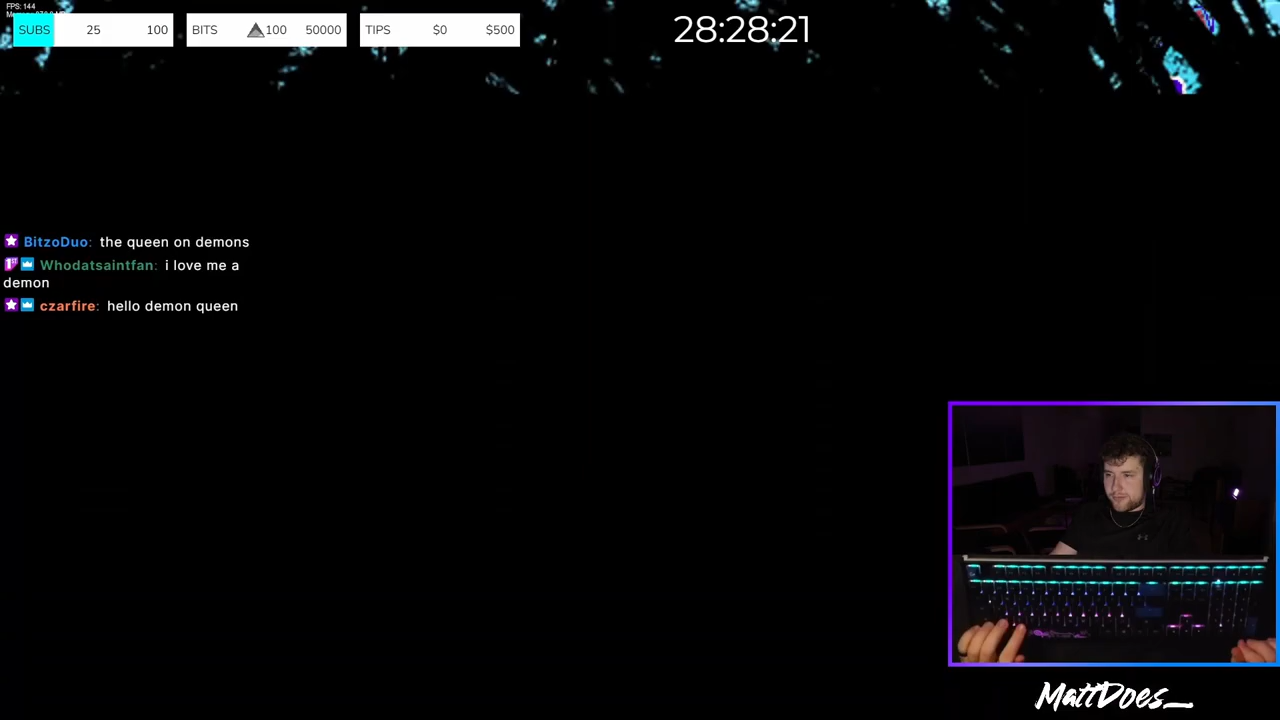 FPS: 144
SUBS 25 100 BITS 100 50000 TIPS $0 $500 28:28:21
BitzoDuo: the queen on demons
1ST Whodatsaintfan: i love me a
demon
czarfire: hello demon queen
MattDoes_